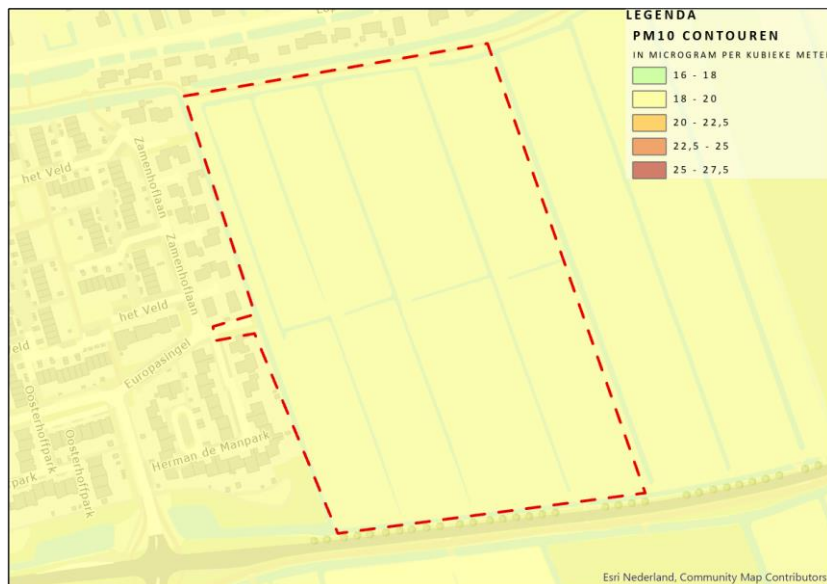 LEGENDA
PM10 CONTOUREN
IN MICROGRAM PER KUBIEKE METER
16 - 18
18 - 20
20 - 22,5
22,5 - 25
25 - 27,5
het Veld
Zamenhoflaan
Zamenhoflaan
het Veld
Europasingel
Oosterhoffpark
Oosterhoffpark
Herman de Manpark
Esri Nederland, Community Map Contributors